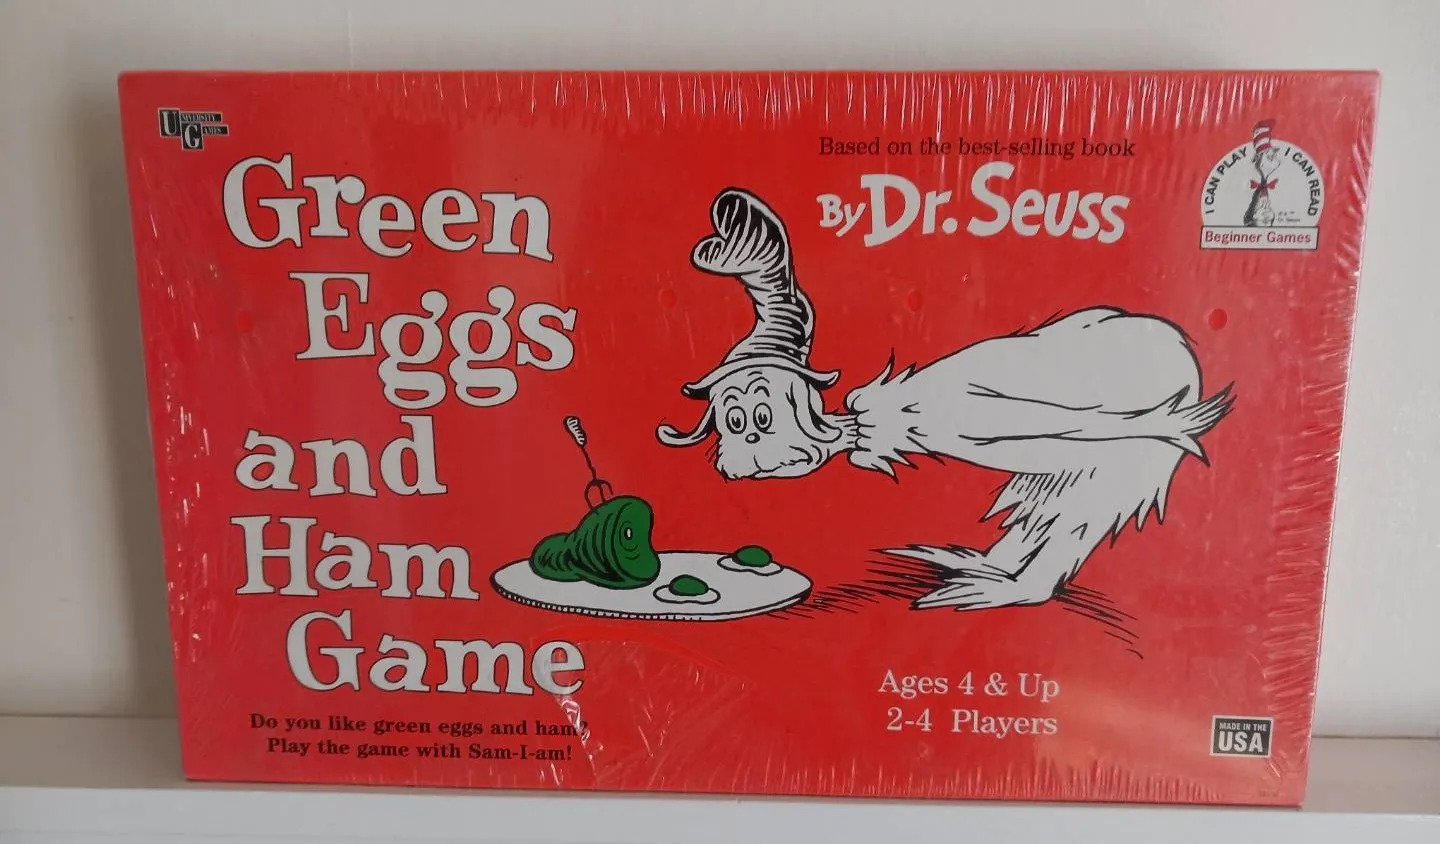 UNIVERSITY
GAMES
Green
Eggs
and
Ham
Game
Do you like green eggs and ham?
Play the game with Sam-I-am!
Based on the best-selling book
By Dr. Seuss
I CAN PLAY I CAN READ
Beginner Games
Ages 4 & Up
2-4 Players
MADE IN THE
USA